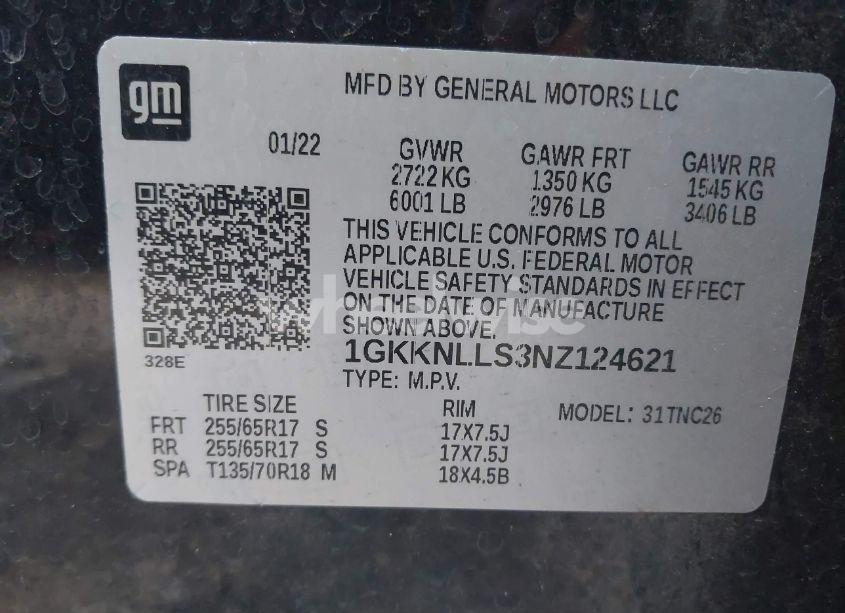 gm
MFD BY GENERAL MOTORS LLC
01/22
GVWR GAWR FRT GAWR RR
2722 KG 1350 KG 1545 KG
6001 LB 2976 LB 3406 LB
THIS VEHICLE CONFORMS TO ALL
APPLICABLE U.S. FEDERAL MOTOR
VEHICLE SAFETY STANDARDS IN EFFECT
ON THE DATE OF MANUFACTURE
SHOWN ABOVE.
1GKKNLLS3NZ124621
328E
TYPE: M.P.V.
TIRE SIZE RIM MODEL: 31TNC26
FRT 255/65R17 S 17X7.5J
RR 255/65R17 S 17X7.5J
SPA T135/70R18 M 18X4.5B